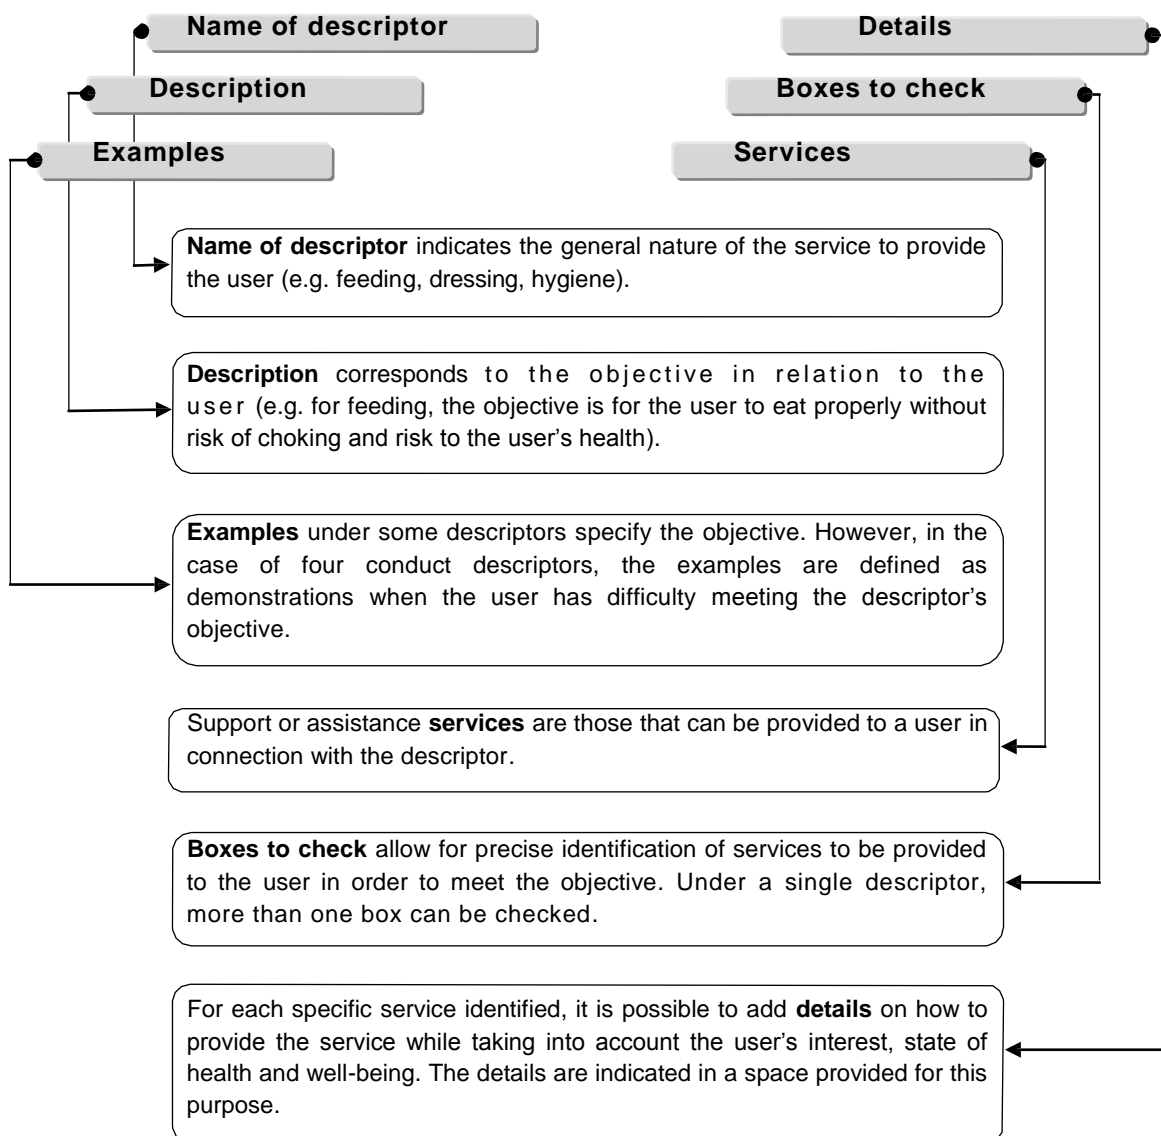 Name of descriptor
Details
Description
Boxes to check
Examples
Services
Name of descriptor indicates the general nature of the service to provide
the user (e.g. feeding, dressing, hygiene).
Description corresponds to the objective in relation to the
user (e.g. for feeding, the objective is for the user to eat properly without
risk of choking and risk to the user's health).
Examples under some descriptors specify the objective. However, in the
case of four conduct descriptors, the examples are defined as
demonstrations when the user has difficulty meeting the descriptor's
objective.
Support or assistance services are those that can be provided to a user in
connection with the descriptor.
Boxes to check allow for precise identification of services to be provided
to the user in order to meet the objective. Under a single descriptor,
more than one box can be checked.
For each specific service identified, it is possible to add details on how to
provide the service while taking into account the user's interest, state of
health and well-being. The details are indicated in a space provided for this
purpose.